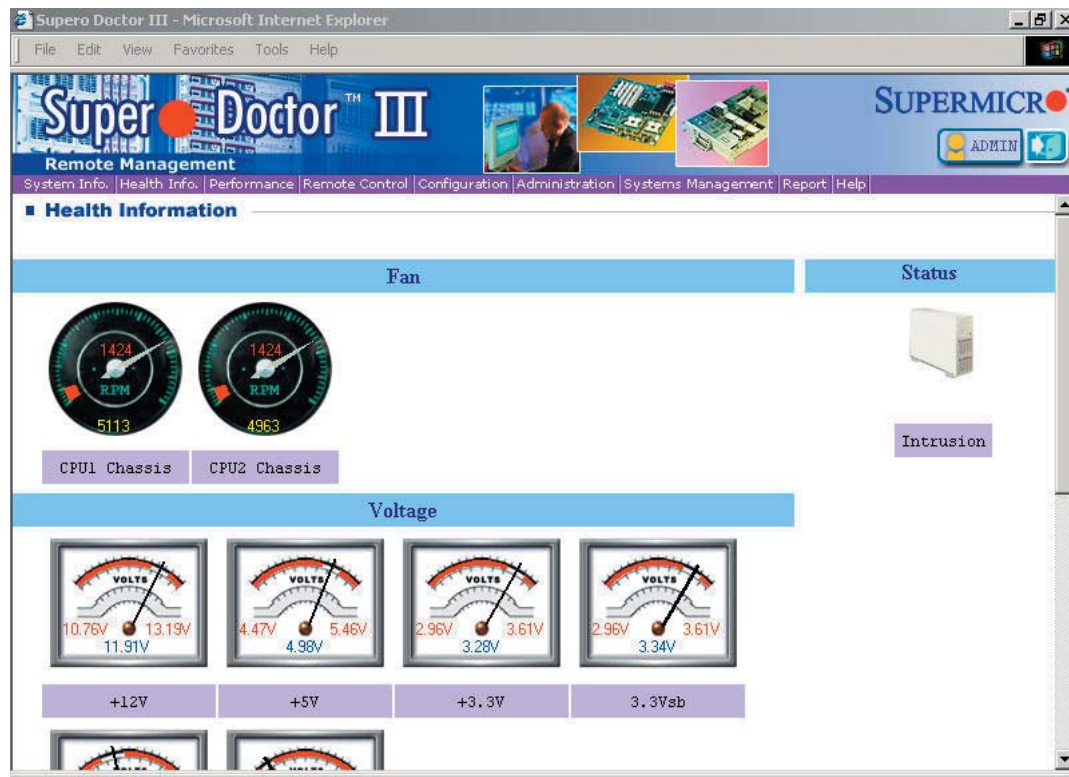 Supero Doctor III - Microsoft Internet Explorer
File Edit View Favorites Tools Help
Super Doctor™ III
Remote Management
SUPERMICRO
ADMIN
System Info. Health Info. Performance Remote Control Configuration Administration Systems Management Report Help
Health Information
Fan
Status
1424
RPM
5113
1424
RPM
4963
CPU1 Chassis
CPU2 Chassis
Intrusion
Voltage
VOLTS
10.76V 13.19V
11.91V
VOLTS
4.47V 5.46V
4.98V
VOLTS
2.96V 3.61V
3.28V
VOLTS
2.96V 3.61V
3.34V
+12V
+5V
+3.3V
3.3Vsb